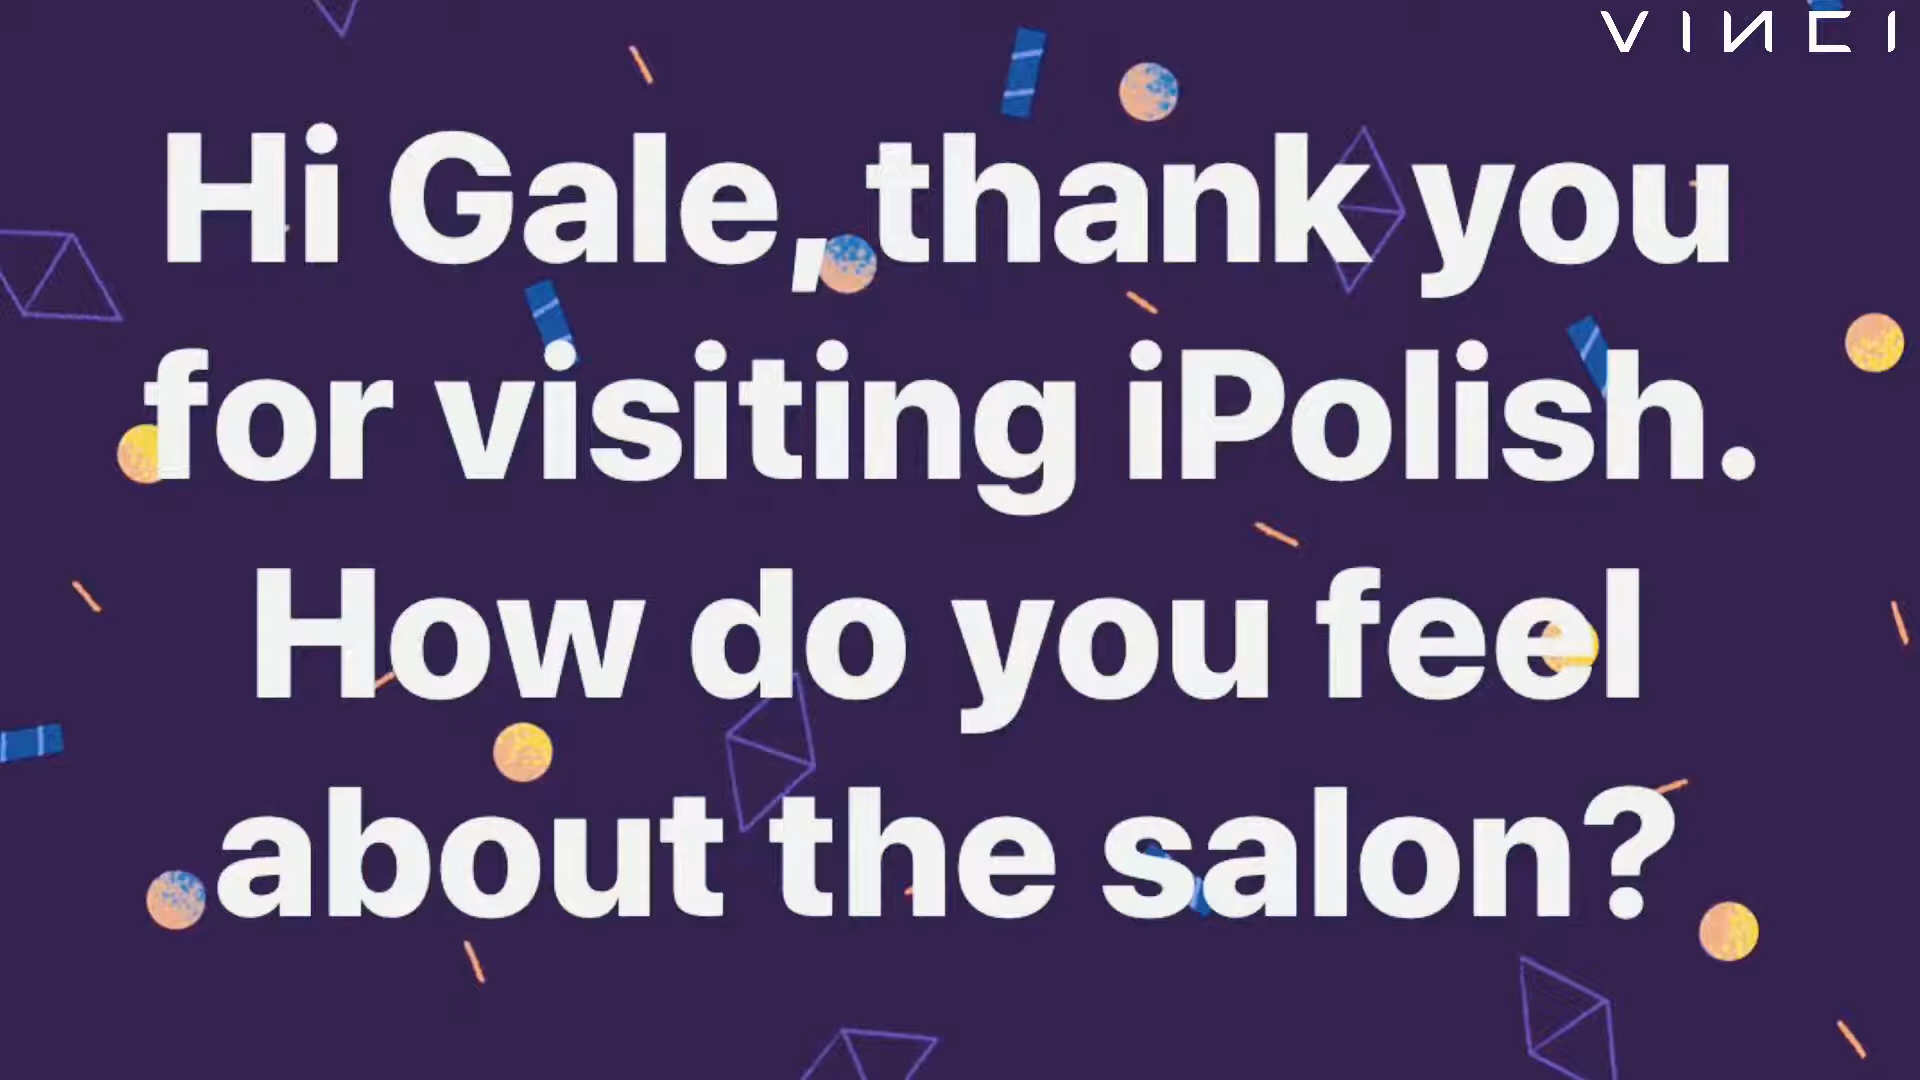 VINCI
Hi Gale, thank you
for visiting iPolish.
How do you feel
about the salon?